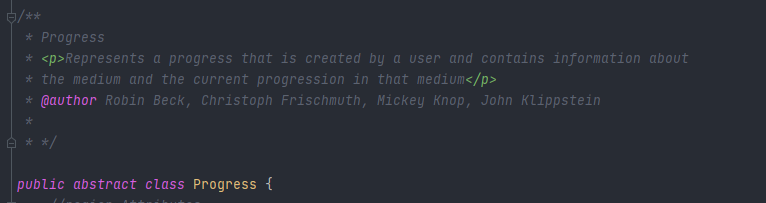 /**
* Progress
* <p>Represents a progress that is created by a user and contains information about
* the medium and the current progression in that medium</p>
* @author Robin Beck, Christoph Frischmuth, Mickey Knop, John Klippstein
*
* */
public abstract class Progress {